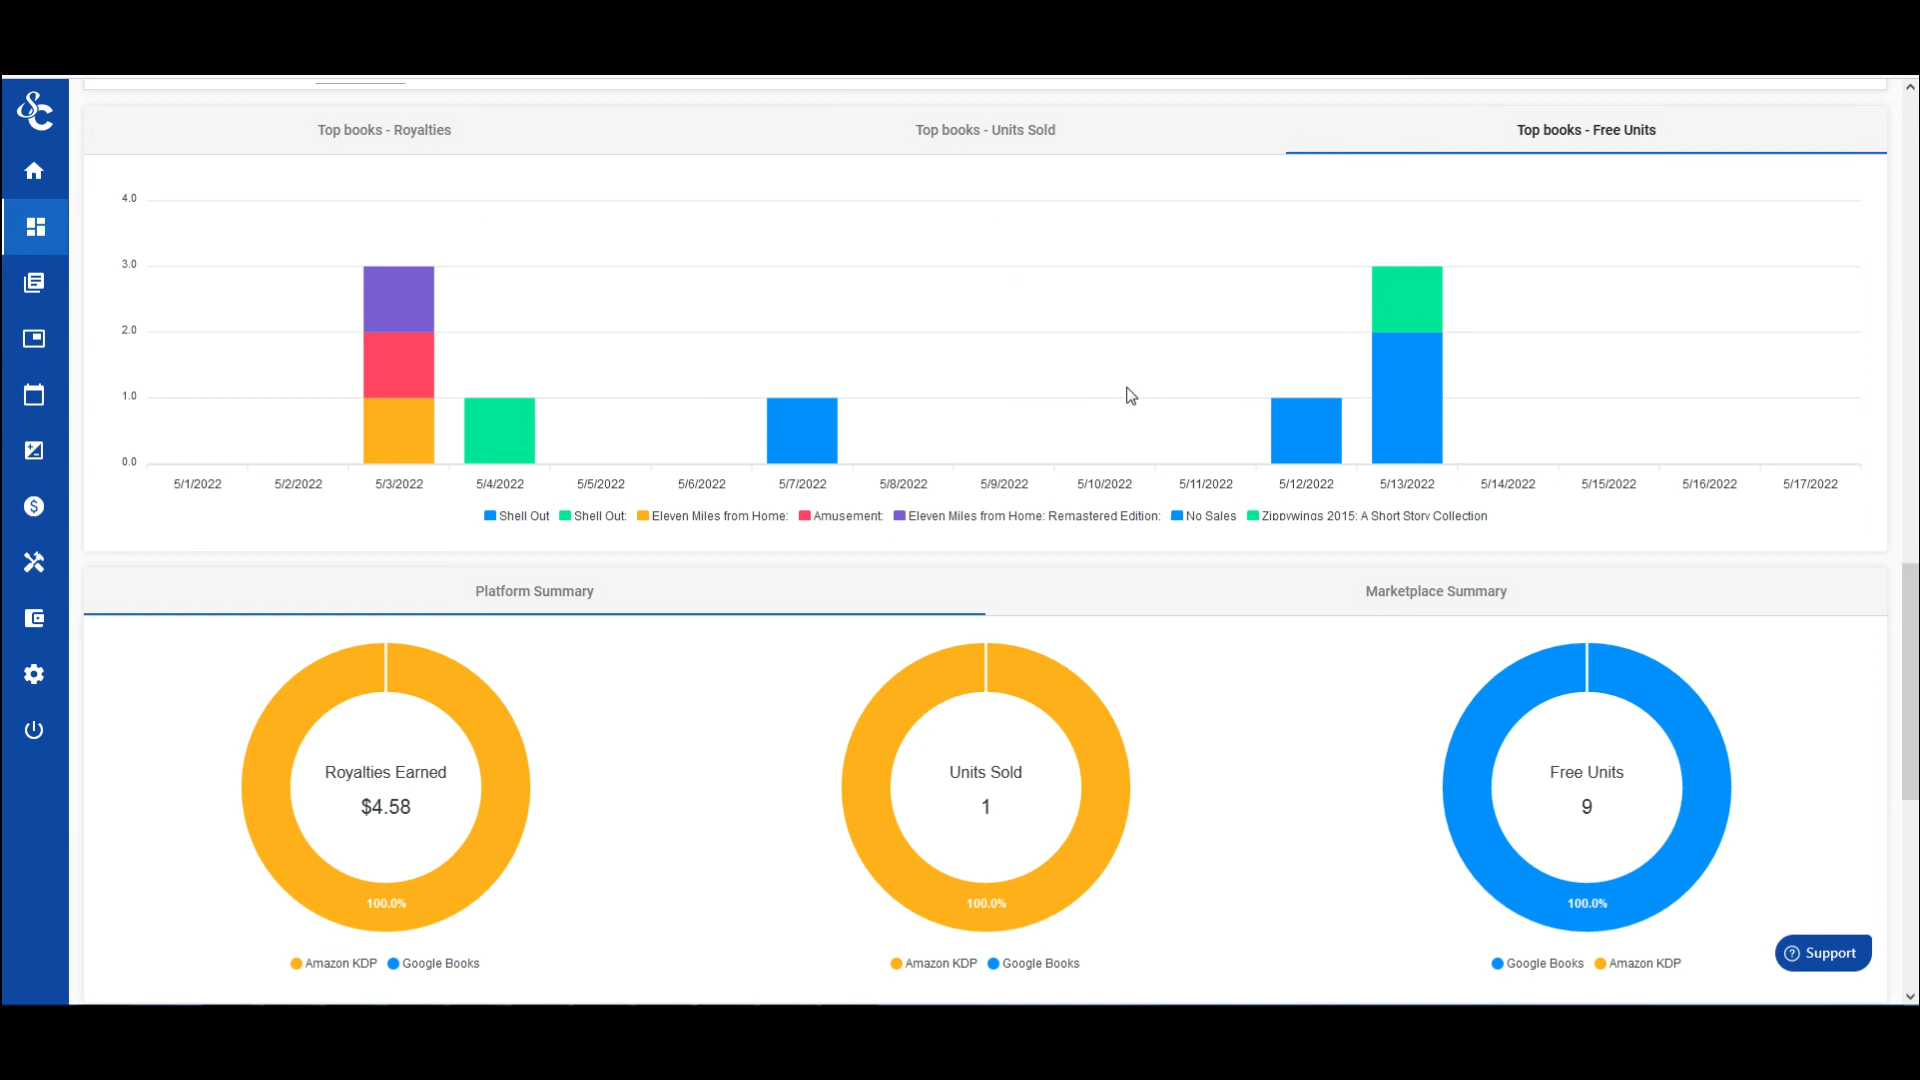 Top books - Royalties Top books - Units Sold Top books - Free Units
4.0
3.0
2.0
1.0
0.0
5/1/2022 5/2/2022 5/3/2022 5/4/2022 5/5/2022 5/6/2022 5/7/2022 5/8/2022 5/9/2022 5/10/2022 5/11/2022 5/12/2022 5/13/2022 5/14/2022 5/15/2022 5/16/2022 5/17/2022
Shell Out Shell Out: Eleven Miles from Home: Amusement: Eleven Miles from Home: Remastered Edition: No Sales Zippywings 2015: A Short Story Collection
Platform Summary Marketplace Summary
Royalties Earned
$4.58
100.0%
Amazon KDP Google Books
Units Sold
1
100.0%
Amazon KDP Google Books
Free Units
9
100.0%
Google Books Amazon KDP
Support